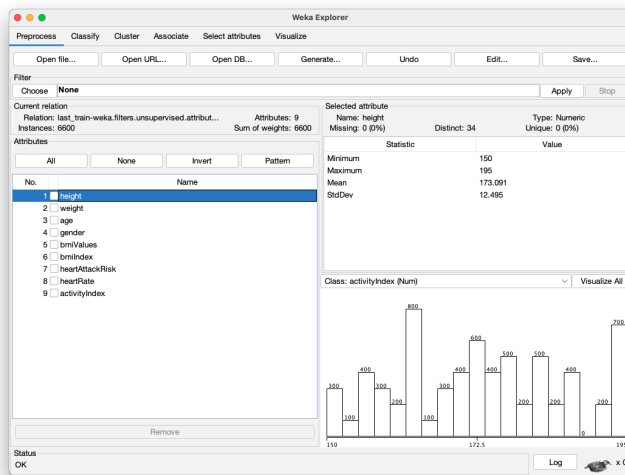 Weka Explorer
Preprocess Classify Cluster Associate Select attributes Visualize
Open file... Open URL... Open DB... Generate... Undo Edit... Save...
Filter
Choose None Apply Stop
Current relation
Relation: last_train-weka.filters.unsupervised.attribut... Attributes: 9
Instances: 6600 Sum of weights: 6600
Attributes
All None Invert Pattern
No. Name
1 height
2 weight
3 age
4 gender
5 bmiValues
6 bmiIndex
7 heartAttackRisk
8 heartRate
9 activityIndex
Remove
Selected attribute
Name: height Type: Numeric
Missing: 0 (0%) Distinct: 34 Unique: 0 (0%)
Statistic Value
Minimum 150
Maximum 195
Mean 173.091
StdDev 12.495
Class: activityIndex (Num) Visualize All
300 100 400 300 200 800 100 300 400 600 400 500 200 500 200 400 0 200 700
150 172.5 195
Status
OK
Log x 0